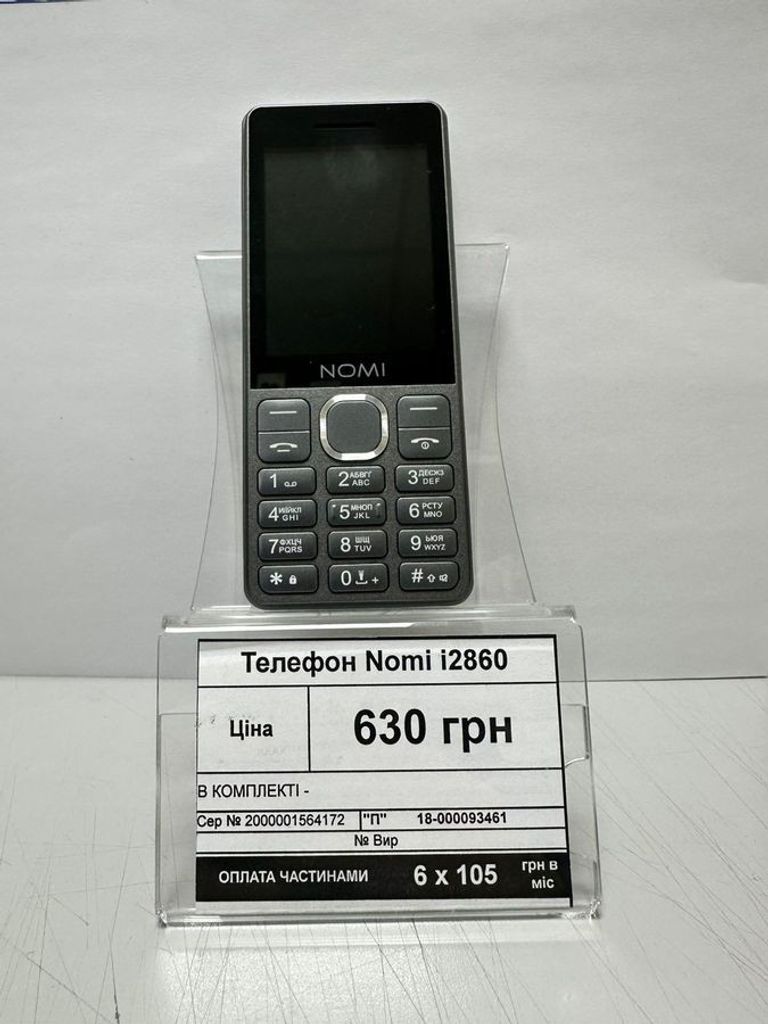 NOMI
1
2 АБВГҐ ABC
3 ДЕЄЖЗ DEF
4 ИІЙКЛ GHI
5 МНОП JKL
6 РСТУ MNO
7 ФХЦЧ PQRS
8 ШЩ TUV
9 ЬЮЯ WXYZ
*
0 +
#
Телефон Nomi i2860
Ціна 630 грн
В КОМПЛЕКТІ -
Сер № 2000001564172 "П" 18-000093461
№ Вир
ОПЛАТА ЧАСТИНАМИ 6 x 105 грн в
міс